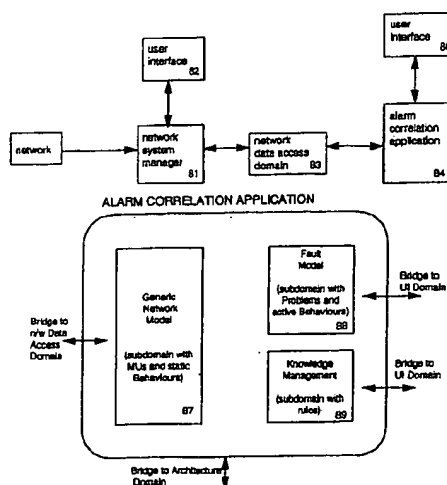 user
interface
82
user
interface
network
network
system
manager
81
network
data access
domain
83
alarm
correlation
application
84
ALARM CORRELATION APPLICATION
Generic
Network
Model
(subdomain with
MUs and static
Behaviours)
87
Fault
Model
(subdomain with
Problems and
active Behaviours)
88
Knowledge
Management
(subdomain with
rules)
89
Bridge to
n/w Data
Access
Domain
Bridge to
UI Domain
Bridge to
UI Domain
Bridge to Architecture
Domain